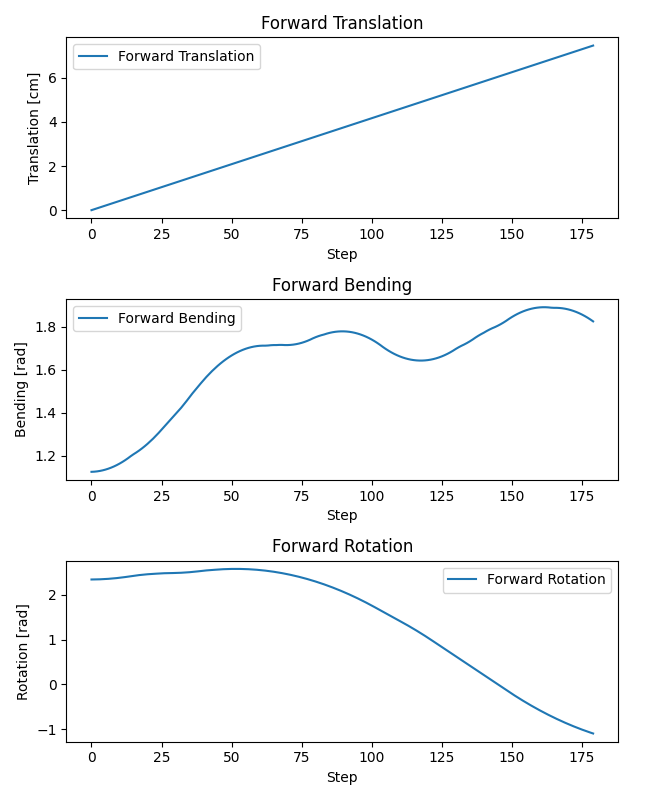 Forward Translation
Forward Translation
Translation [cm]
6
4
2
0
0 25 50 75 100 125 150 175
Step
Forward Bending
Forward Bending
Bending [rad]
1.8
1.6
1.4
1.2
0 25 50 75 100 125 150 175
Step
Forward Rotation
Forward Rotation
Rotation [rad]
2
1
0
−1
0 25 50 75 100 125 150 175
Step